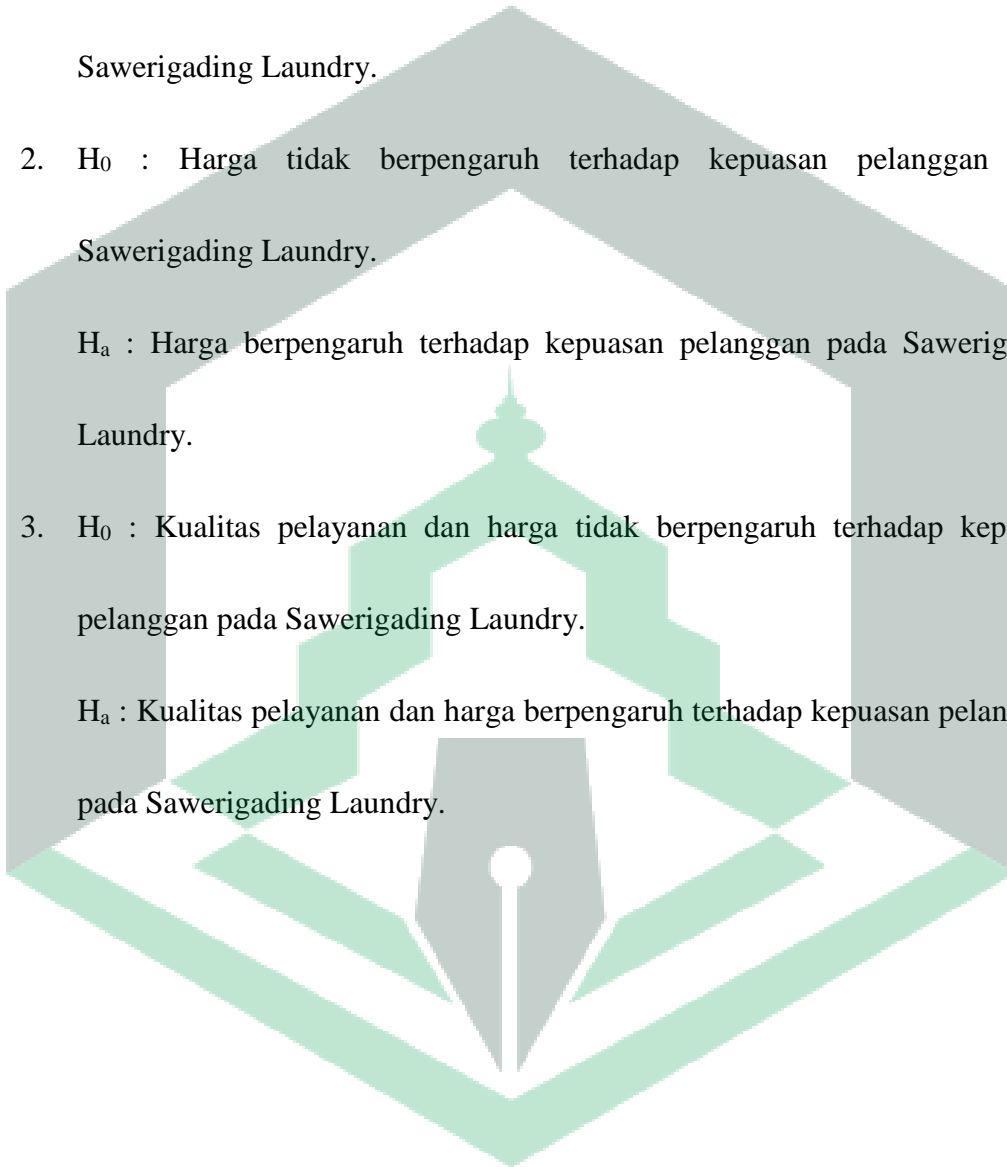 Sawerigading Laundry.
2. H₀ : Harga tidak berpengaruh terhadap kepuasan pelanggan
Sawerigading Laundry.
Hₐ : Harga berpengaruh terhadap kepuasan pelanggan pada Sawerig
Laundry.
3. H₀ : Kualitas pelayanan dan harga tidak berpengaruh terhadap kep
pelanggan pada Sawerigading Laundry.
Hₐ : Kualitas pelayanan dan harga berpengaruh terhadap kepuasan pelan
pada Sawerigading Laundry.